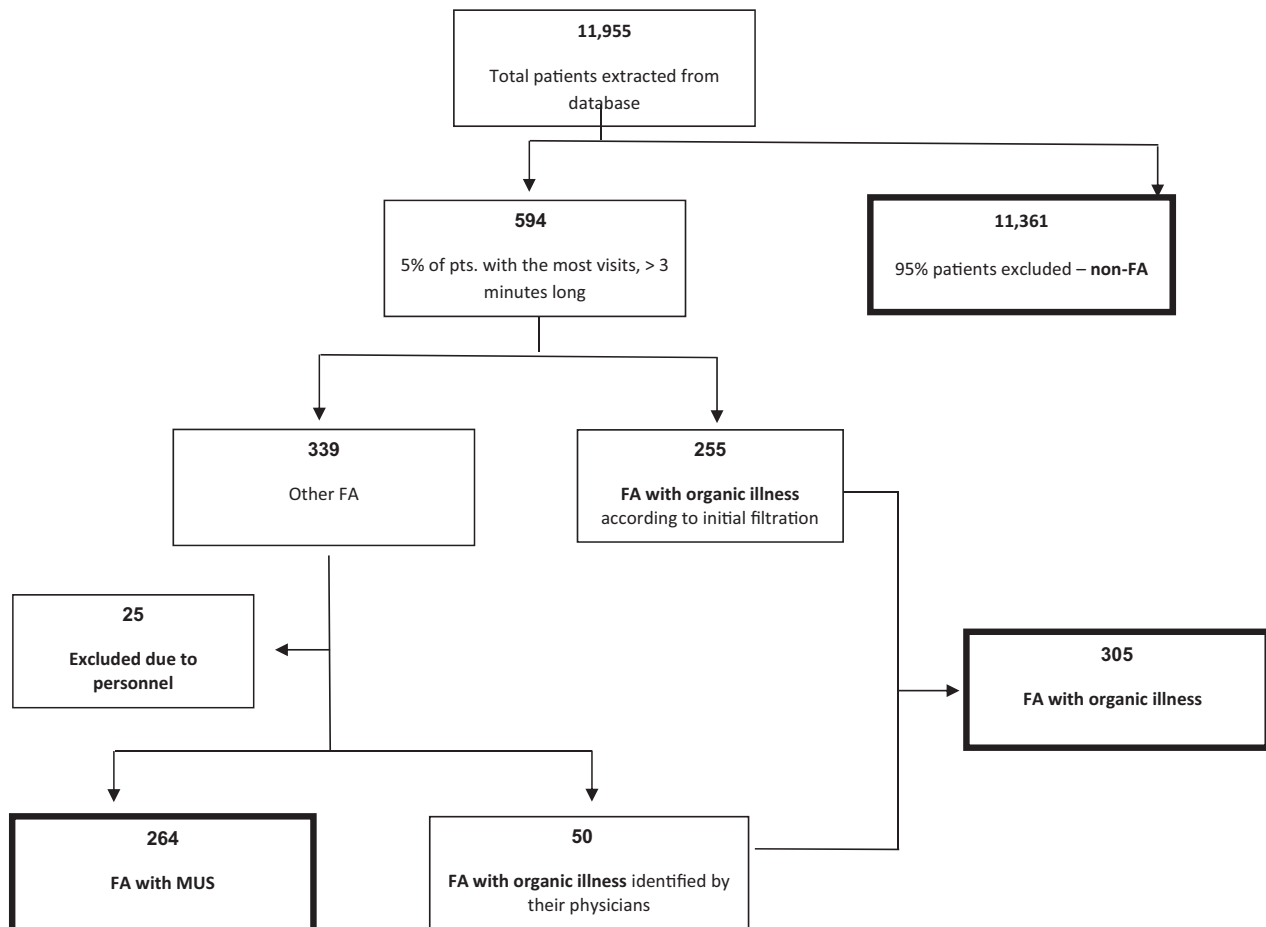 11,955
Total patients extracted from
database
594
5% of pts. with the most visits, > 3
minutes long
11,361
95% patients excluded – non-FA
339
Other FA
255
FA with organic illness
according to initial filtration
25
Excluded due to
personnel
305
FA with organic illness
264
FA with MUS
50
FA with organic illness identified by
their physicians